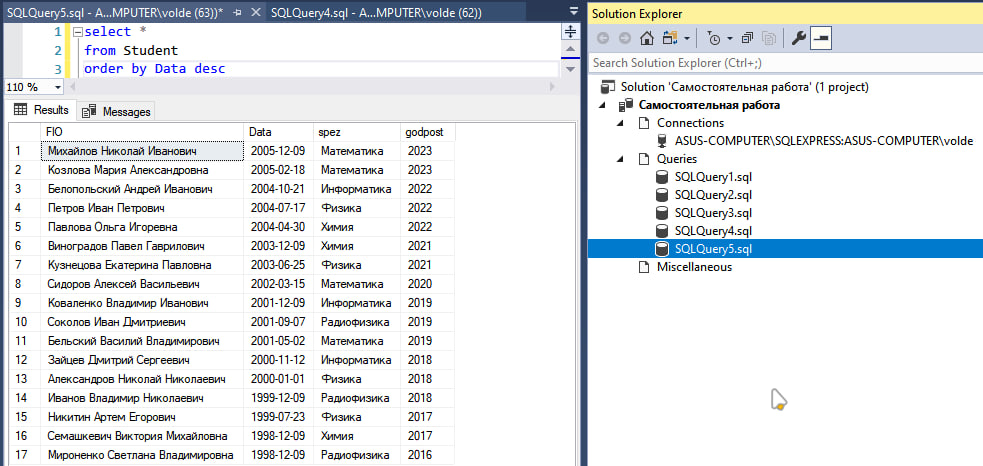 SQLQuery5.sql - A...MPUTER\volde (63))*
SQLQuery4.sql - A...MPUTER\volde (62))
1 select *
2 from Student
3 order by Data desc
110 %
Results
Messages
FIO Data spez godpost
1 Михайлов Николай Иванович 2005-12-09 Математика 2023
2 Козлова Мария Александровна 2005-02-18 Математика 2023
3 Белопольский Андрей Иванович 2004-10-21 Информатика 2022
4 Петров Иван Петрович 2004-07-17 Физика 2022
5 Павлова Ольга Игоревна 2004-04-30 Химия 2022
6 Виноградов Павел Гаврилович 2003-12-09 Химия 2021
7 Кузнецова Екатерина Павловна 2003-06-25 Физика 2021
8 Сидоров Алексей Васильевич 2002-03-15 Математика 2020
9 Коваленко Владимир Иванович 2001-12-09 Информатика 2019
10 Соколов Иван Дмитриевич 2001-09-07 Радиофизика 2019
11 Бельский Василий Владимирович 2001-05-02 Математика 2019
12 Зайцев Дмитрий Сергеевич 2000-11-12 Информатика 2018
13 Александров Николай Николаевич 2000-01-01 Физика 2018
14 Иванов Владимир Николаевич 1999-12-09 Радиофизика 2018
15 Никитин Артем Егорович 1999-07-23 Физика 2017
16 Семашкевич Виктория Михайловна 1998-12-09 Химия 2017
17 Мироненко Светлана Владимировна 1998-12-09 Радиофизика 2016
Solution Explorer
Search Solution Explorer (Ctrl+;)
Solution 'Самостоятельная работа' (1 project)
Самостоятельная работа
Connections
ASUS-COMPUTER\SQLEXPRESS:ASUS-COMPUTER\volde
Queries
SQLQuery1.sql
SQLQuery2.sql
SQLQuery3.sql
SQLQuery4.sql
SQLQuery5.sql
Miscellaneous